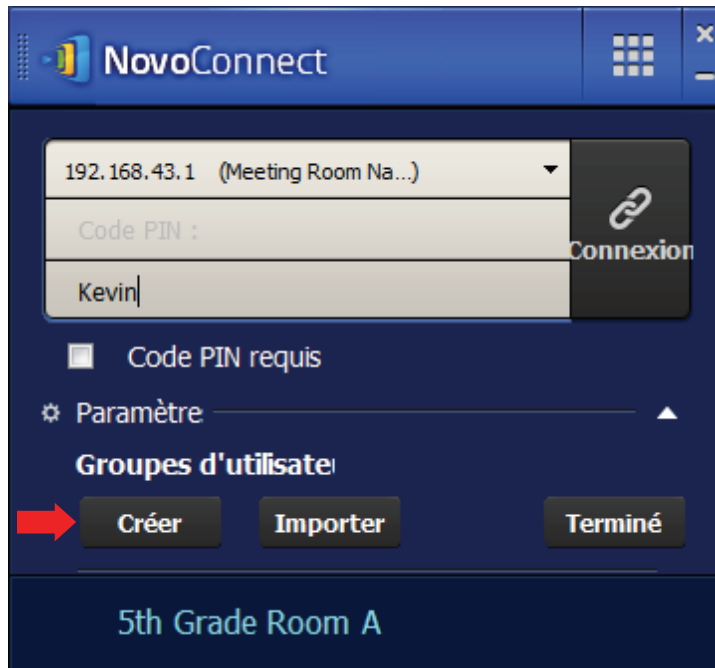 NovoConnect
192.168.43.1 (Meeting Room Na...)
Code PIN :
Connexion
Kevin
Code PIN requis
Paramètre
Groupes d'utilisate
Créer Importer Terminé
5th Grade Room A